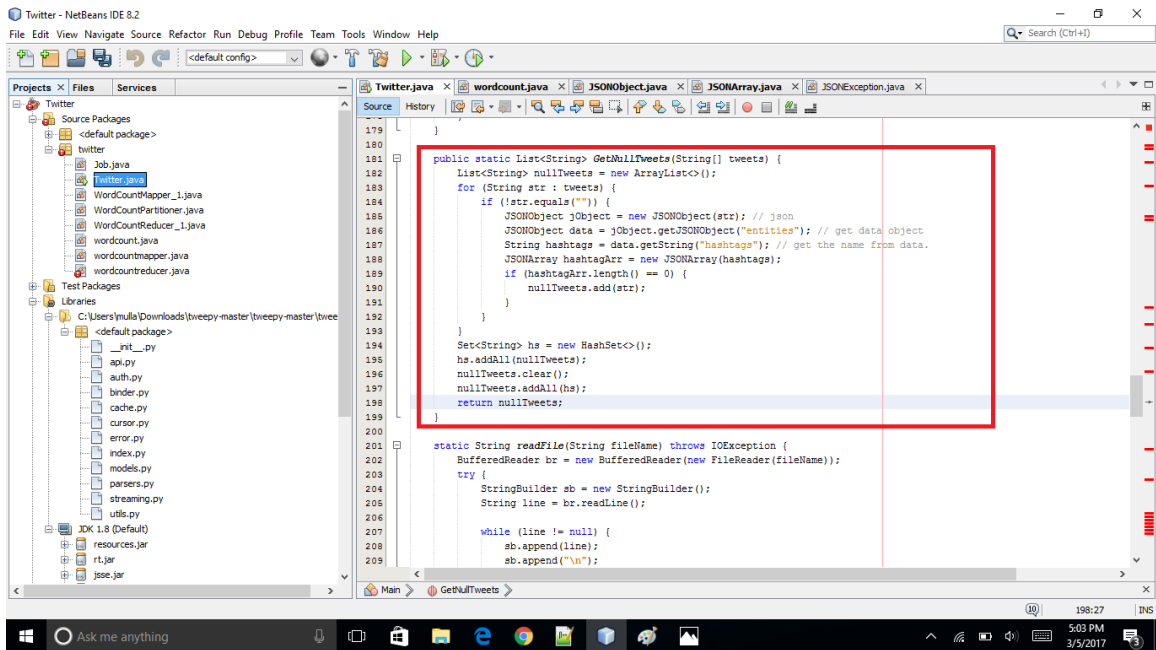 Twitter - NetBeans IDE 8.2
File Edit View Navigate Source Refactor Run Debug Profile Team Tools Window Help
Search (Ctrl+I)
<default config>
Projects Files Services
Twitter.java wordcount.java JSONObject.java JSONArray.java JSONException.java
Source History
Twitter
Source Packages
<default package>
twitter
Job.java
Twitter.java
WordCountMapper_1.java
WordCountPartitioner.java
WordCountReducer_1.java
wordcount.java
wordcountmapper.java
wordcountreducer.java
Test Packages
Libraries
C:\Users\mulla\Downloads\tweepy-master\tweepy-master\twee
<default package>
__init__.py
api.py
auth.py
binder.py
cache.py
cursor.py
error.py
index.py
models.py
parsers.py
streaming.py
utils.py
JDK 1.8 (Default)
resources.jar
rt.jar
jsse.jar
179 }
180
181 public static List<String> GetNullTweets(String[] tweets) {
182 List<String> nullTweets = new ArrayList<>();
183 for (String str : tweets) {
184 if (!str.equals("")) {
185 JSONObject jObject = new JSONObject(str); // json
186 JSONObject data = jObject.getJSONObject("entities"); // get data object
187 String hashtags = data.getString("hashtags"); // get the name from data.
188 JSONArray hashtagArr = new JSONArray(hashtags);
189 if (hashtagArr.length() == 0) {
190 nullTweets.add(str);
191 }
192 }
193 }
194 Set<String> hs = new HashSet<>();
195 hs.addAll(nullTweets);
196 nullTweets.clear();
197 nullTweets.addAll(hs);
198 return nullTweets;
199 }
200
201 static String readFile(String fileName) throws IOException {
202 BufferedReader br = new BufferedReader(new FileReader(fileName));
203 try {
204 StringBuilder sb = new StringBuilder();
205 String line = br.readLine();
206
207 while (line != null) {
208 sb.append(line);
209 sb.append("\n");
Main GetNullTweets
10 198:27 INS
Ask me anything
5:03 PM
3/5/2017
3